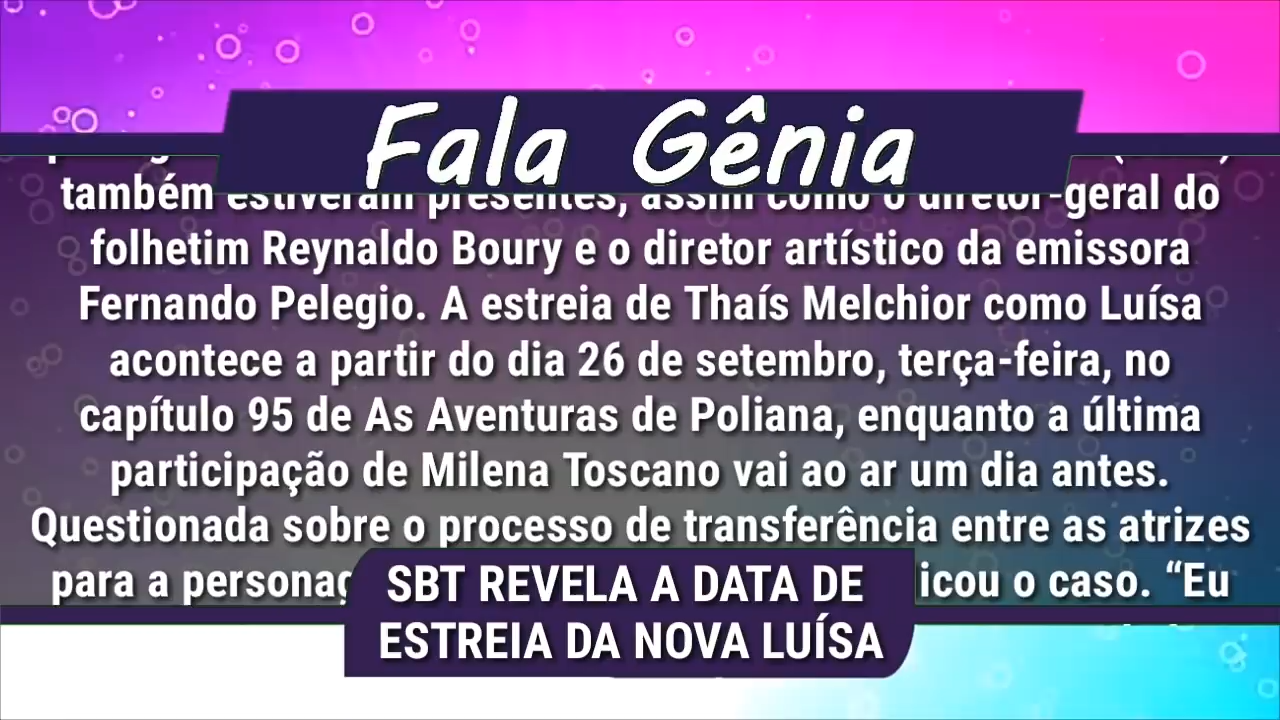 Fala Gênia
também estiveram presentes, assim como o diretor-geral do
folhetim Reynaldo Boury e o diretor artístico da emissora
Fernando Pelegio. A estreia de Thaís Melchior como Luísa
acontece a partir do dia 26 de setembro, terça-feira, no
capítulo 95 de As Aventuras de Poliana, enquanto a última
participação de Milena Toscano vai ao ar um dia antes.
Questionada sobre o processo de transferência entre as atrizes
para a personag icou o caso. “Eu
SBT REVELA A DATA DE
ESTREIA DA NOVA LUÍSA